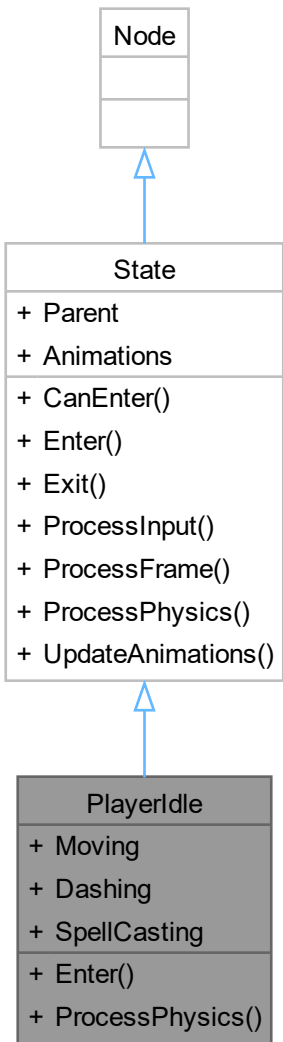 Node
State
+ Parent
+ Animations
+ CanEnter()
+ Enter()
+ Exit()
+ ProcessInput()
+ ProcessFrame()
+ ProcessPhysics()
+ UpdateAnimations()
PlayerIdle
+ Moving
+ Dashing
+ SpellCasting
+ Enter()
+ ProcessPhysics()